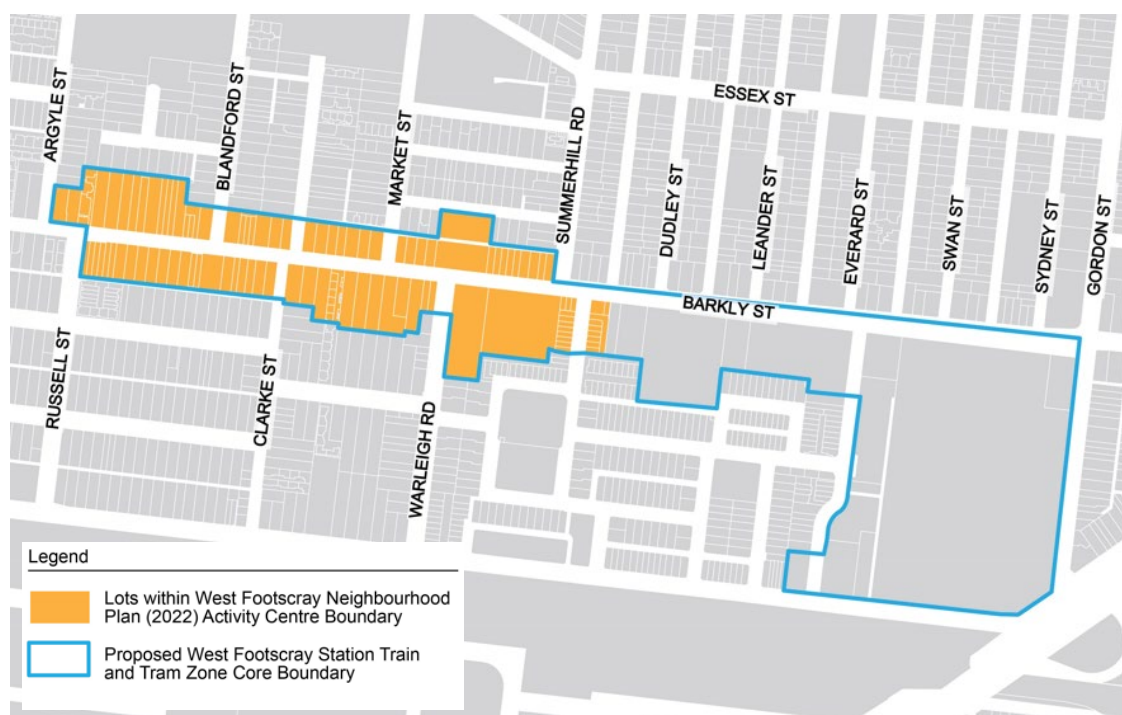 ESSEX ST
ARGYLE ST
BLANDFORD ST
MARKET ST
SUMMERHILL RD
DUDLEY ST
LEANDER ST
EVERARD ST
SWAN ST
SYDNEY ST
GORDON ST
BARKLY ST
RUSSELL ST
CLARKE ST
WARLEIGH RD
Legend
Lots within West Footscray Neighbourhood
Plan (2022) Activity Centre Boundary
Proposed West Footscray Station Train
and Tram Zone Core Boundary